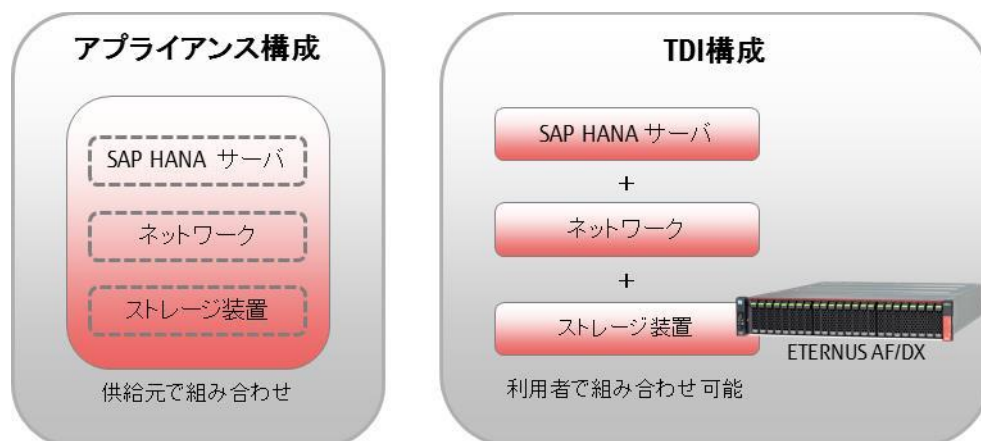 アプライアンス構成
SAP HANA サーバ
ネットワーク
ストレージ装置
供給元で組み合わせ
TDI構成
SAP HANA サーバ
+
ネットワーク
+
ストレージ装置
ETERNUS AF/DX
利用者で組み合わせ可能